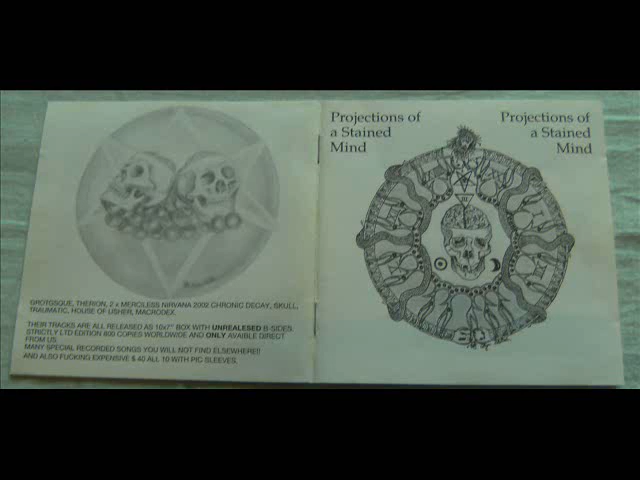 GROTGSQUE, THERION, 2 x MERCILESS NIRVANA 2002 CHRONIC DECAY, SKULL,
TRAUMATIC, HOUSE OF USHER, MACRODEX.
THEIR TRACKS ARE ALL RELEASED AS 10x7" BOX WITH UNREALESED B-SIDES
STRICTLY LTD EDITION 800 COPIES WORLDWIDE AND ONLY AVAIBLE DIRECT
FROM US.
MANY SPECIAL RECORDED SONGS YOU WILL NOT FIND ELSEWHERE!!
AND ALSO FUCKING EXPENSIVE $ 40 ALL 10 WITH PIC SLEEVES.
Projections of
a Stained
Mind
Projections of
a Stained
Mind